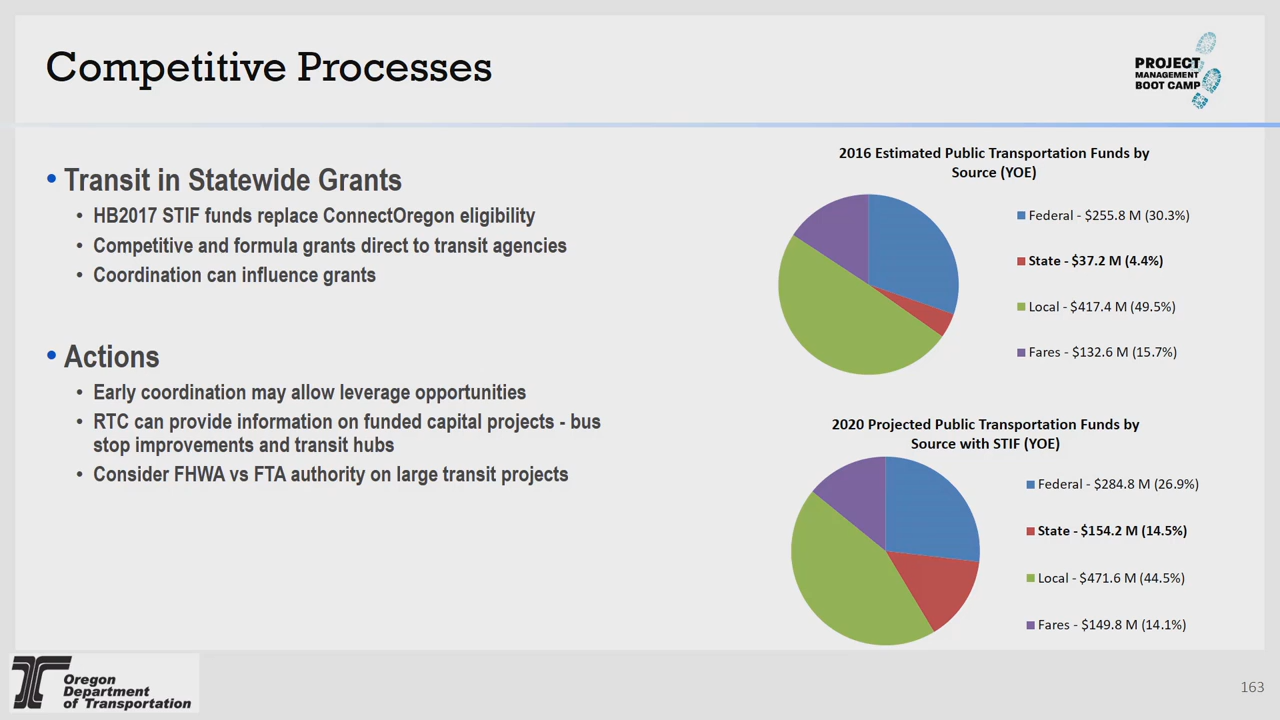 Competitive Processes
PROJECT
MANAGEMENT
BOOT CAMP
• Transit in Statewide Grants
• HB2017 STIF funds replace ConnectOregon eligibility
• Competitive and formula grants direct to transit agencies
• Coordination can influence grants
• Actions
• Early coordination may allow leverage opportunities
• RTC can provide information on funded capital projects - bus
stop improvements and transit hubs
• Consider FHWA vs FTA authority on large transit projects
2016 Estimated Public Transportation Funds by
Source (YOE)
Federal - $255.8 M (30.3%)
State - $37.2 M (4.4%)
Local - $417.4 M (49.5%)
Fares - $132.6 M (15.7%)
2020 Projected Public Transportation Funds by
Source with STIF (YOE)
Federal - $284.8 M (26.9%)
State - $154.2 M (14.5%)
Local - $471.6 M (44.5%)
Fares - $149.8 M (14.1%)
Oregon
Department
of Transportation
163